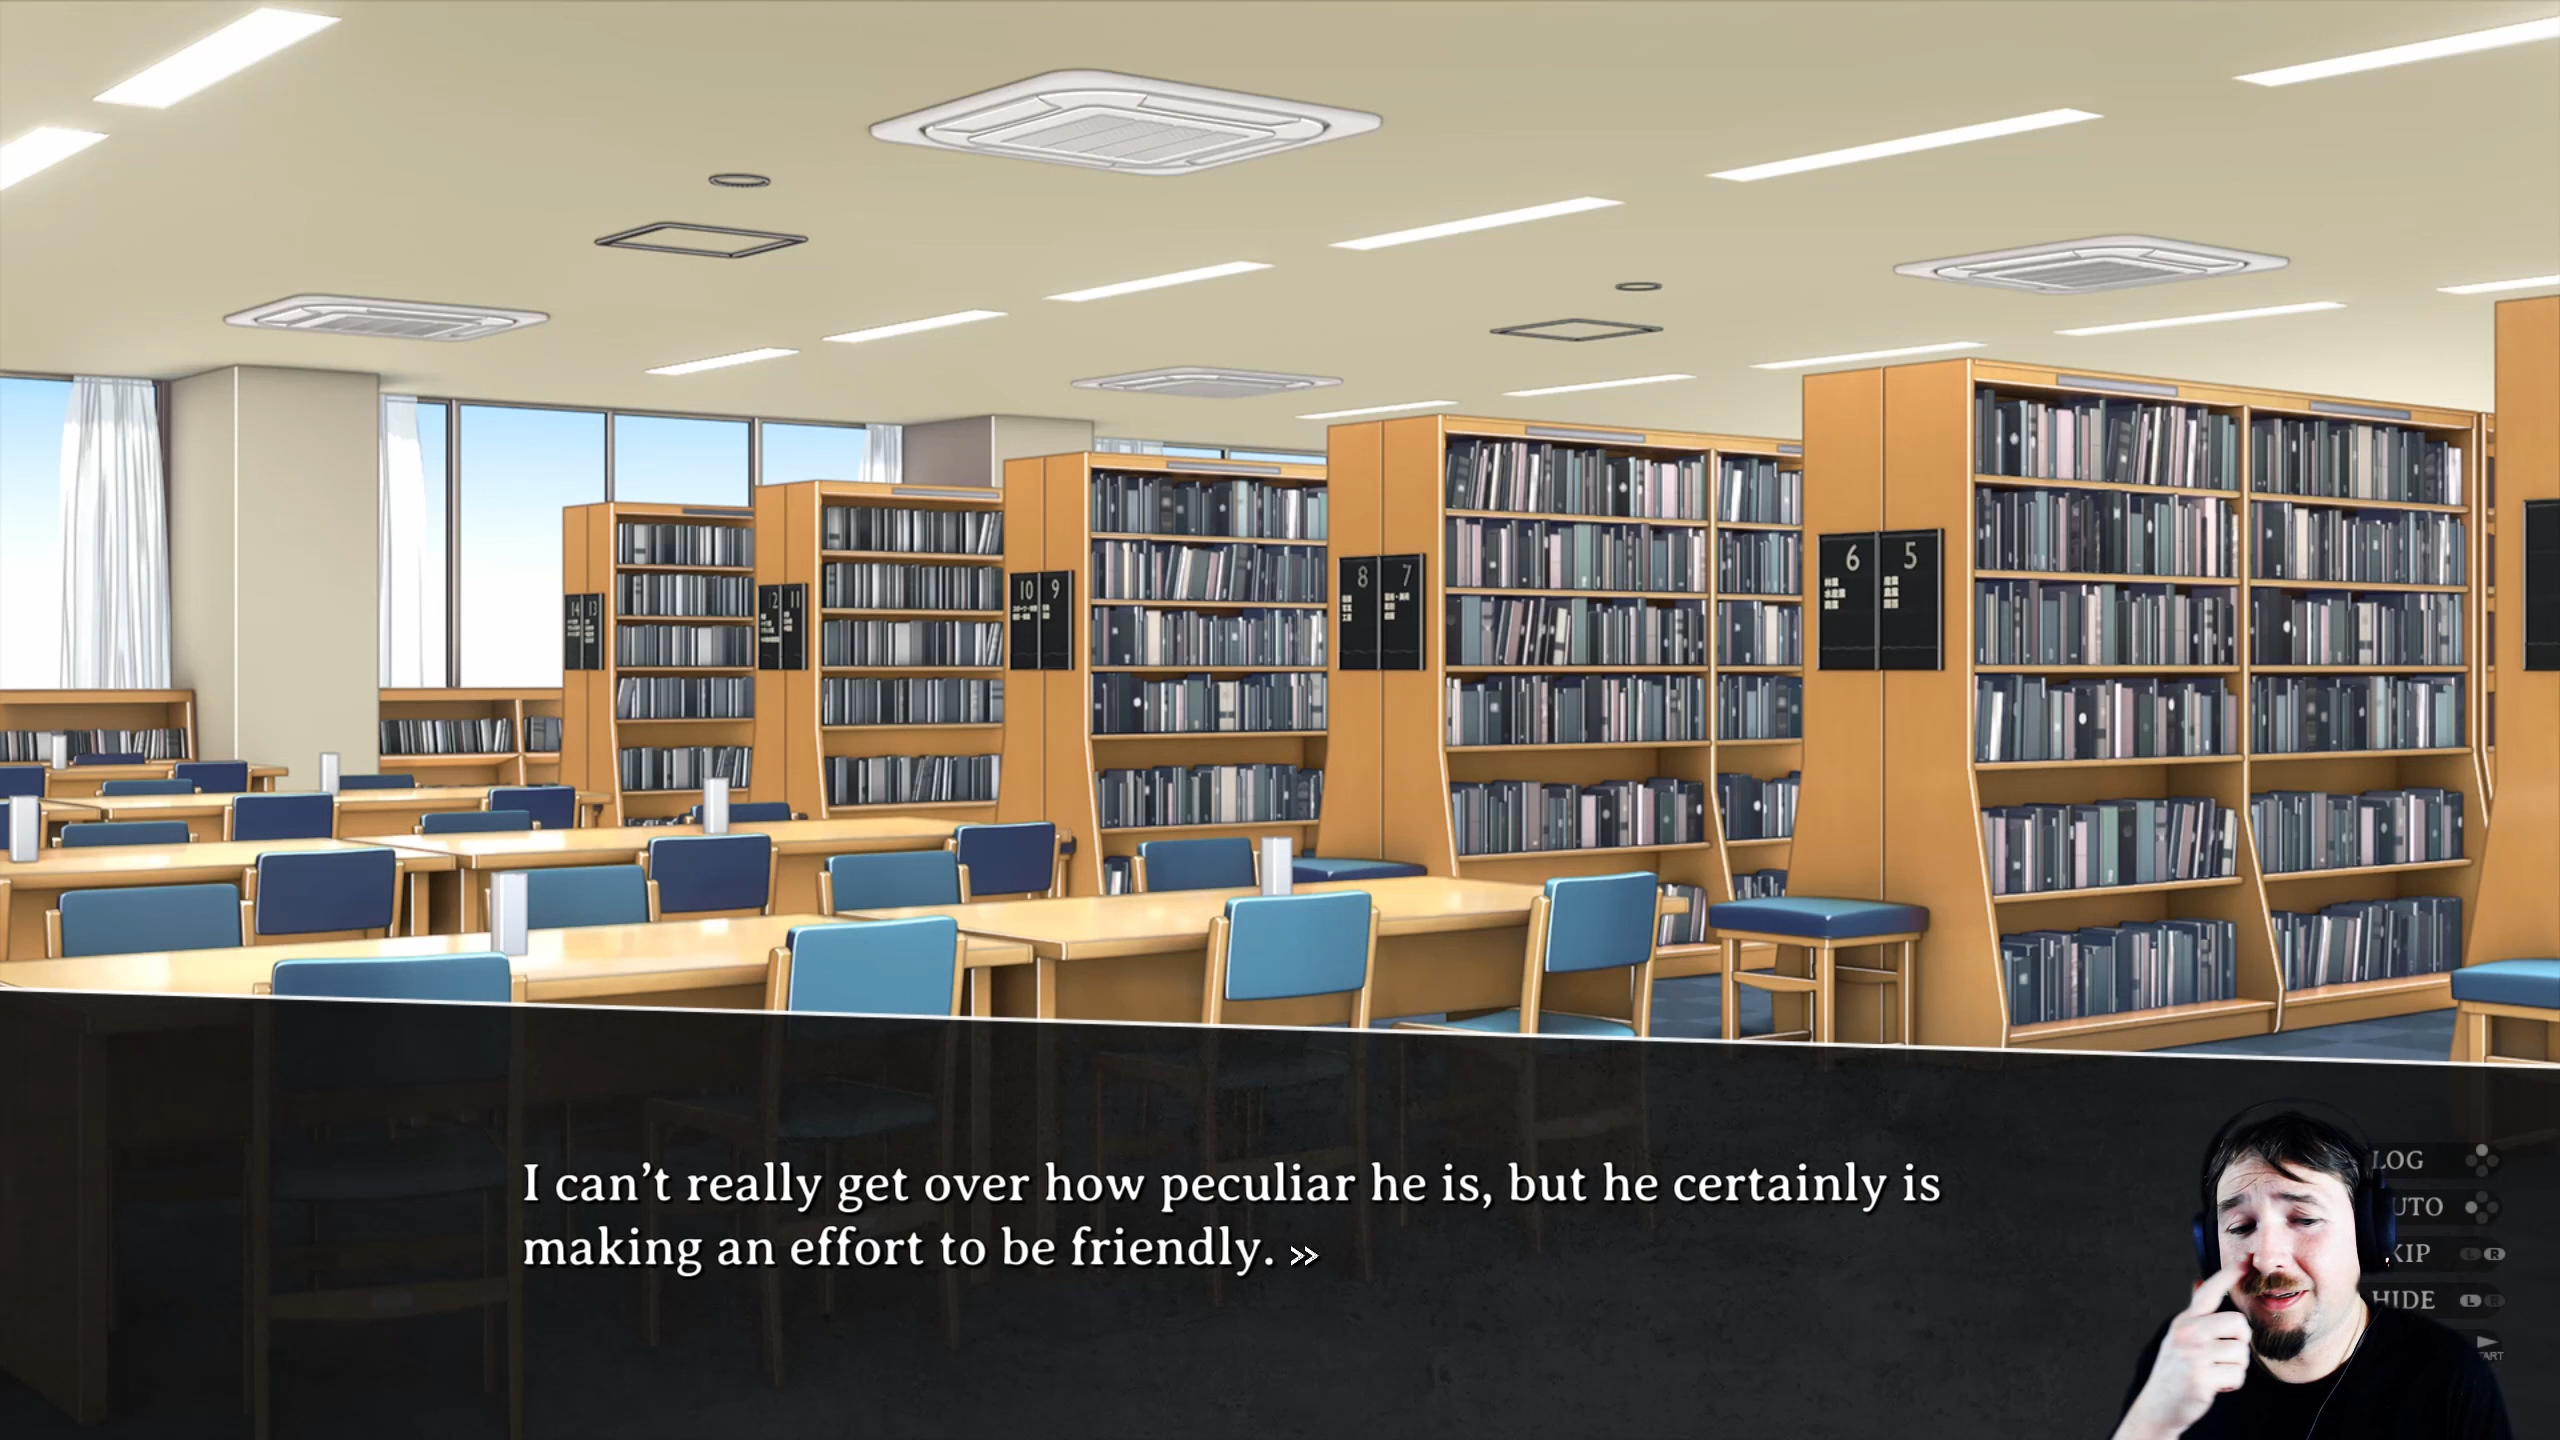 14 13
12 11
10 9
8 7
6 5
I can't really get over how peculiar he is, but he certainly is
making an effort to be friendly. »
LOG
UTO
KIP
HIDE